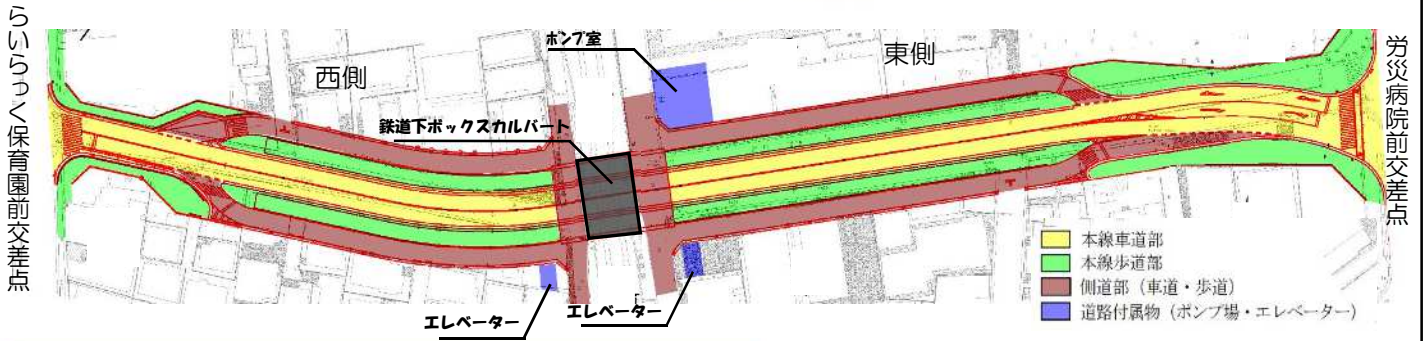 らいらっく保育園前交差点
西側
ポンプ室
東側
鉄道下ボックスカルバート
エレベーター
エレベーター
労災病院前交差点
本線車道部
本線歩道部
側道部（車道・歩道）
道路付属物（ポンプ場・エレベーター）